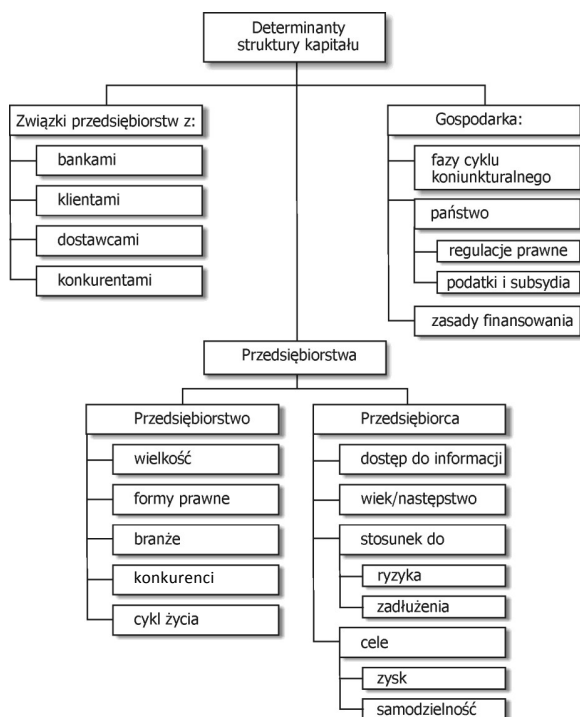 Determinanty
struktury kapitału
Związki przedsiębiorstw z:
bankami
klientami
dostawcami
konkurentami
Gospodarka:
fazy cyklu
koniunkturalnego
państwo
regulacje prawne
podatki i subsydia
zasady finansowania
Przedsiębiorstwa
Przedsiębiorstwo
wielkość
formy prawne
branże
konkurenci
cykl życia
Przedsiębiorca
dostęp do informacji
wiek/następstwo
stosunek do
ryzyka
zadłużenia
cele
zysk
samodzielność